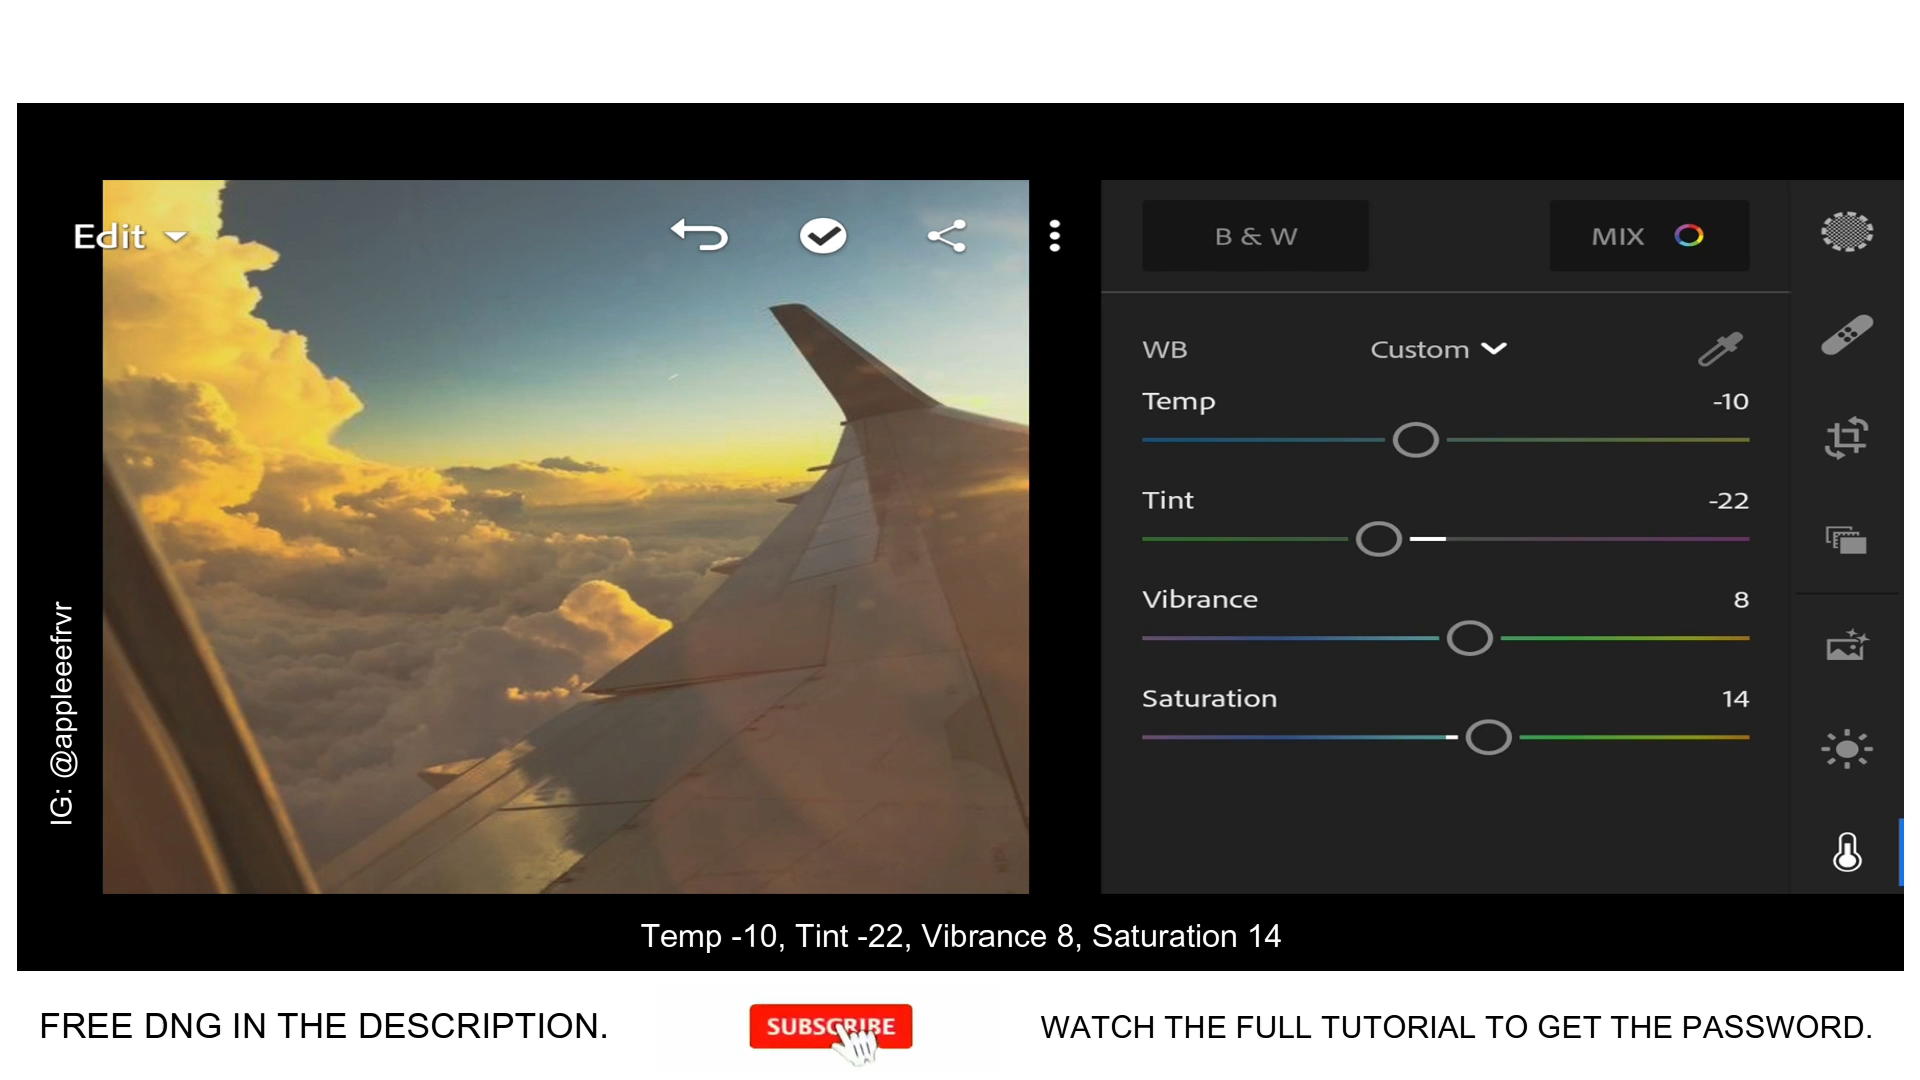 Edit
B & W
MIX
WB
Custom
Temp
-10
Tint
-22
Vibrance
8
Saturation
14
IG: @appleeefrvr
Temp -10, Tint -22, Vibrance 8, Saturation 14
FREE DNG IN THE DESCRIPTION.
SUBSCRIBE
WATCH THE FULL TUTORIAL TO GET THE PASSWORD.